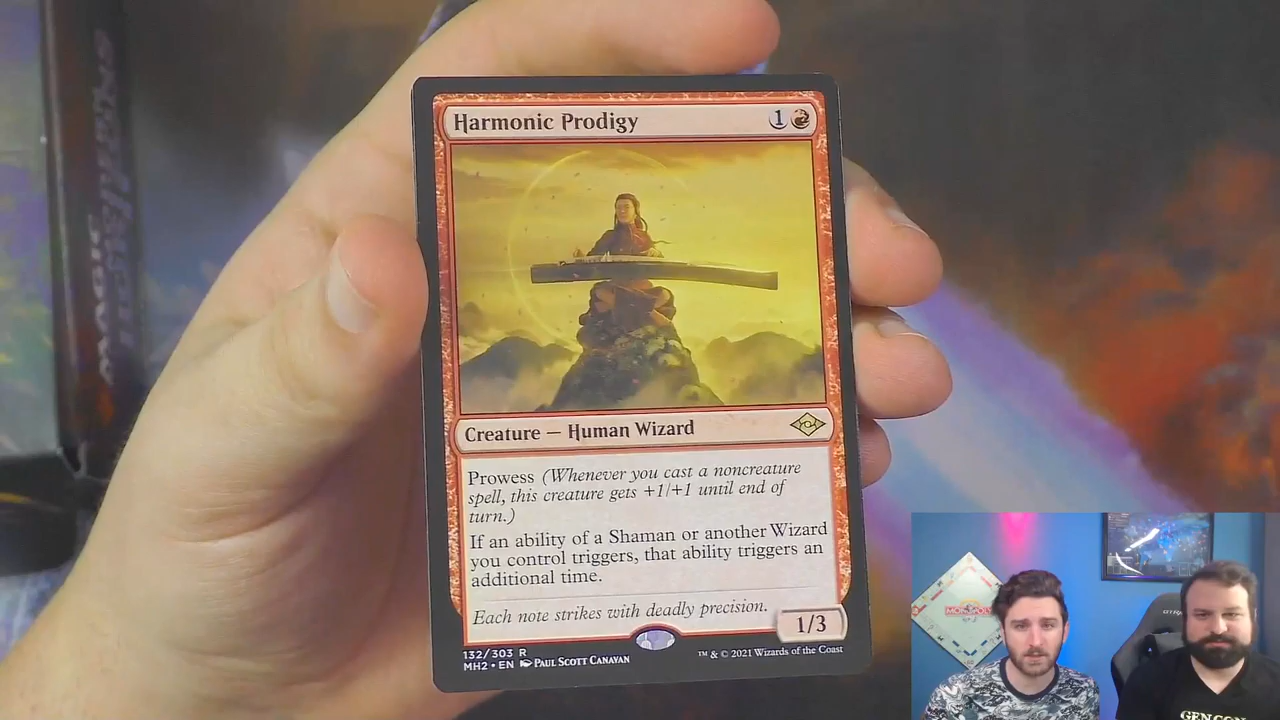 Harmonic Prodigy 1
Creature — Human Wizard
Prowess (Whenever you cast a noncreature
spell, this creature gets +1/+1 until end of
turn.)
If an ability of a Shaman or another Wizard
you control triggers, that ability triggers an
additional time.
Each note strikes with deadly precision.
1/3
132/303 R
MH2 • EN PAUL SCOTT CANAVAN
™ & © 2021 Wizards of the Coast
MAGIC
MONOPOLY
GENCON